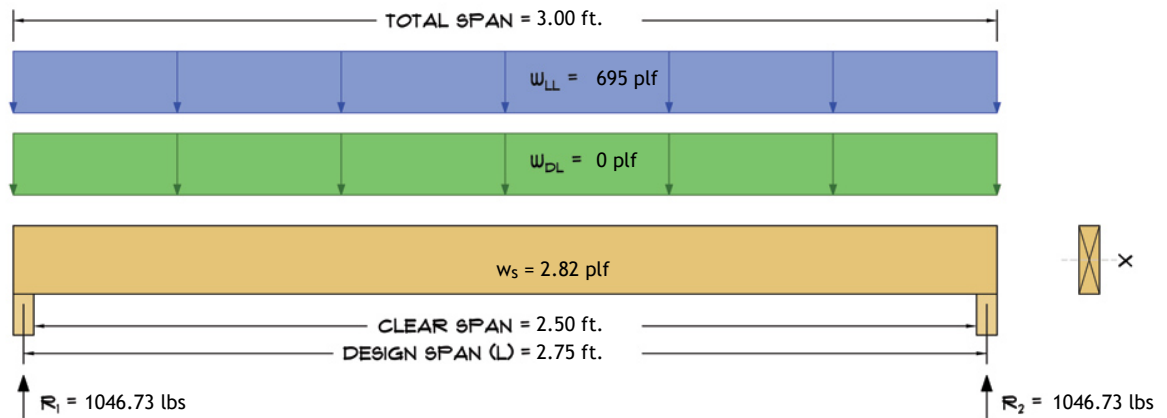 TOTAL SPAN = 3.00 ft.
wLL = 695 plf
wDL = 0 plf
ws = 2.82 plf
X
CLEAR SPAN = 2.50 ft.
DESIGN SPAN (L) = 2.75 ft.
R1 = 1046.73 lbs
R2 = 1046.73 lbs